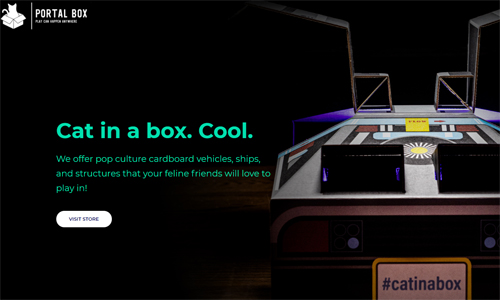 PORTAL BOX
PLAY CAN HAPPEN ANYWHERE
Cat in a box. Cool.
We offer pop culture cardboard vehicles, ships,
and structures that your feline friends will love to
play in!
VISIT STORE
#catinabox